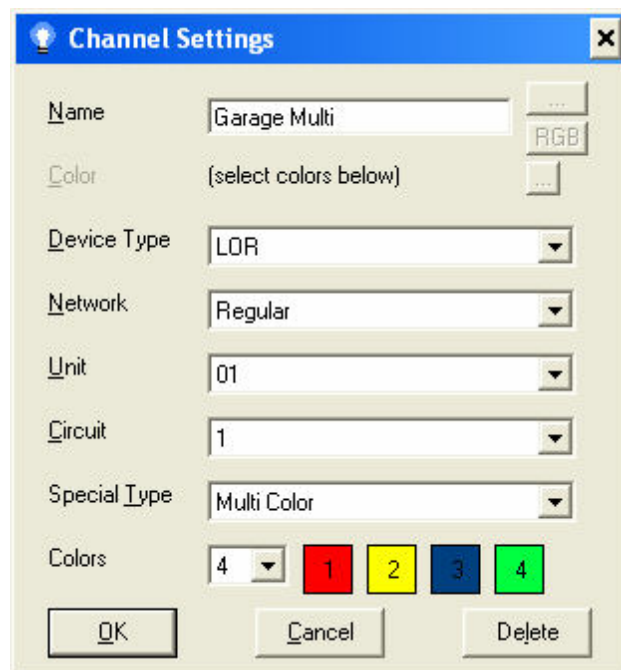 Channel Settings
Name Garage Multi ...
RGB
Color (select colors below) ...
Device Type LOR
Network Regular
Unit 01
Circuit 1
Special Type Multi Color
Colors 4 1 2 3 4
OK Cancel Delete